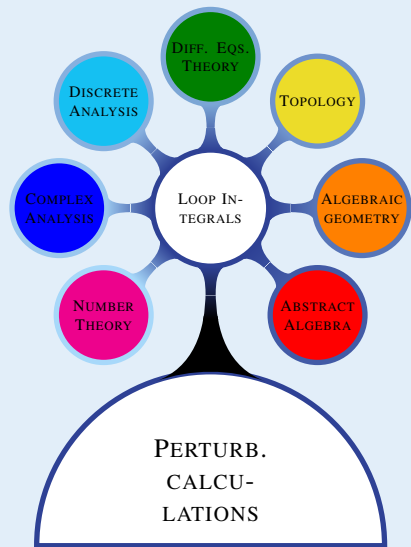 DIFF. EQS.
THEORY
DISCRETE
ANALYSIS
TOPOLOGY
COMPLEX
ANALYSIS
LOOP IN-
TEGRALS
ALGEBRAIC
GEOMETRY
NUMBER
THEORY
ABSTRACT
ALGEBRA
PERTURB.
CALCU-
LATIONS